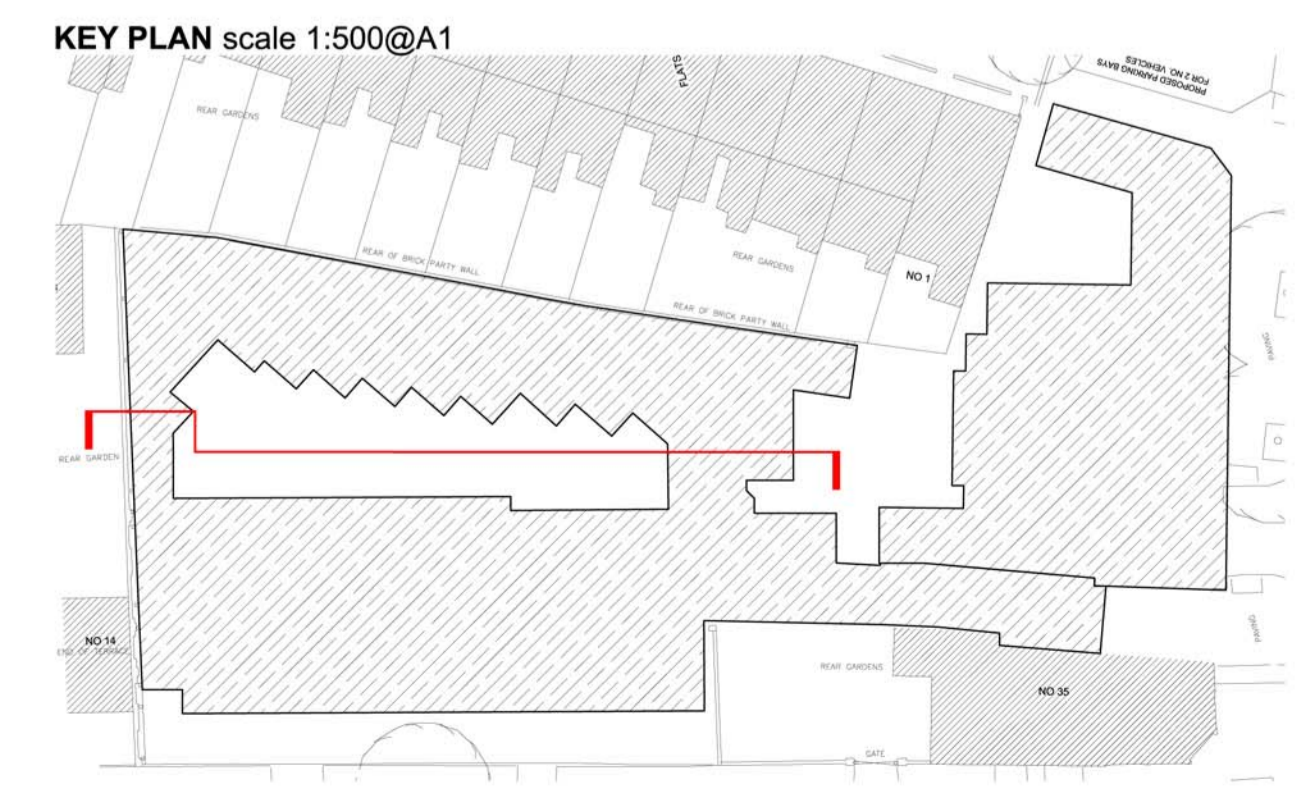 KEY PLAN scale 1:500@A1
FLATS
PROPOSED PARKING BAYS
FOR 2 NO. VEHICLES
REAR GARDENS
REAR OF BRICK PARTY WALL
REAR GARDENS
NO 1
REAR OF BRICK PARTY WALL
PAVING
REAR GARDEN
NO 14
END OF TERRACE
REAR GARDENS
NO 35
PAVING
GATE